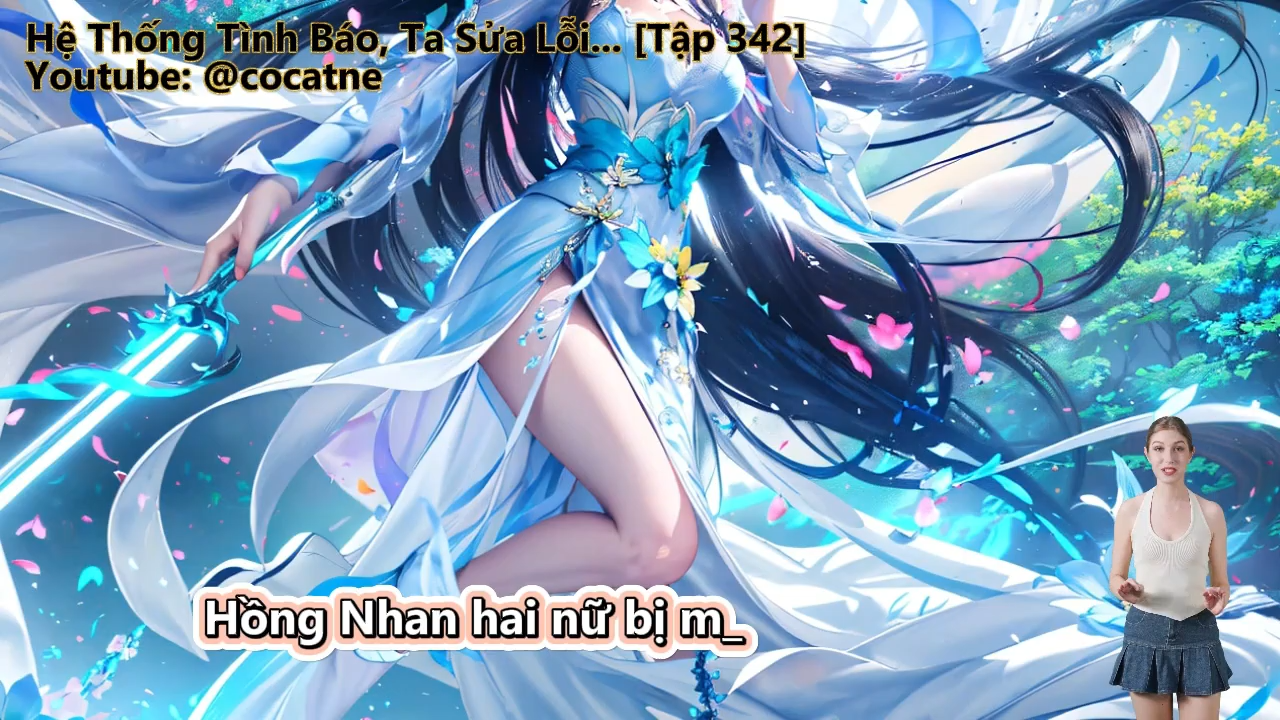 Hệ Thống Tình Báo, Ta Sửa Lỗi... [Tập 342]
Youtube: @cocatne
Hồng Nhan hai nữ bị m_